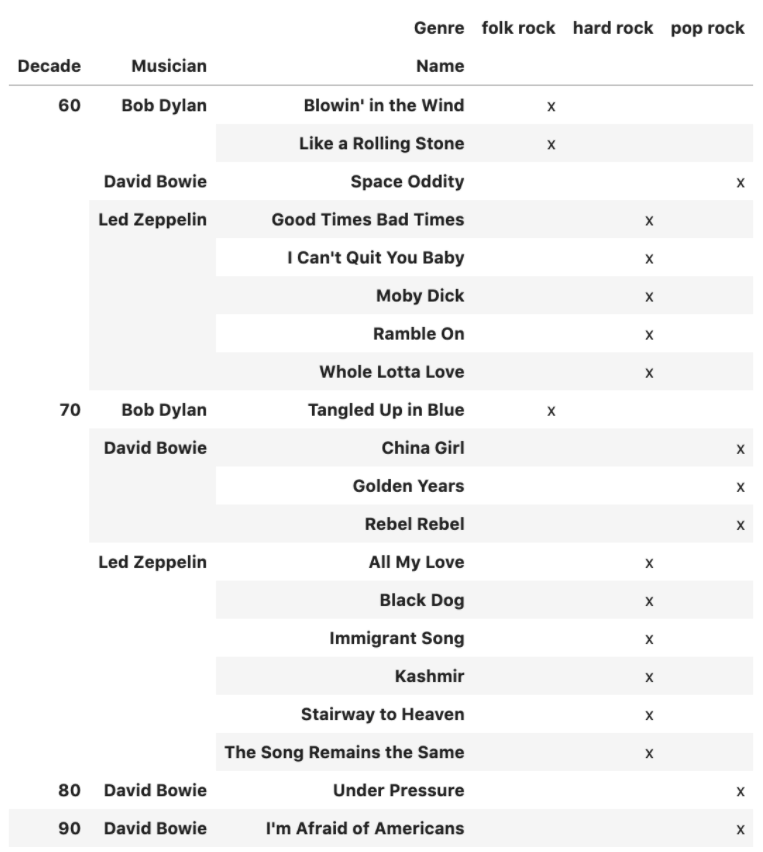 Genre folk rock hard rock pop rock
Decade Musician Name
60 Bob Dylan Blowin' in the Wind x
Like a Rolling Stone x
David Bowie Space Oddity x
Led Zeppelin Good Times Bad Times x
I Can't Quit You Baby x
Moby Dick x
Ramble On x
Whole Lotta Love x
70 Bob Dylan Tangled Up in Blue x
David Bowie China Girl x
Golden Years x
Rebel Rebel x
Led Zeppelin All My Love x
Black Dog x
Immigrant Song x
Kashmir x
Stairway to Heaven x
The Song Remains the Same x
80 David Bowie Under Pressure x
90 David Bowie I'm Afraid of Americans x